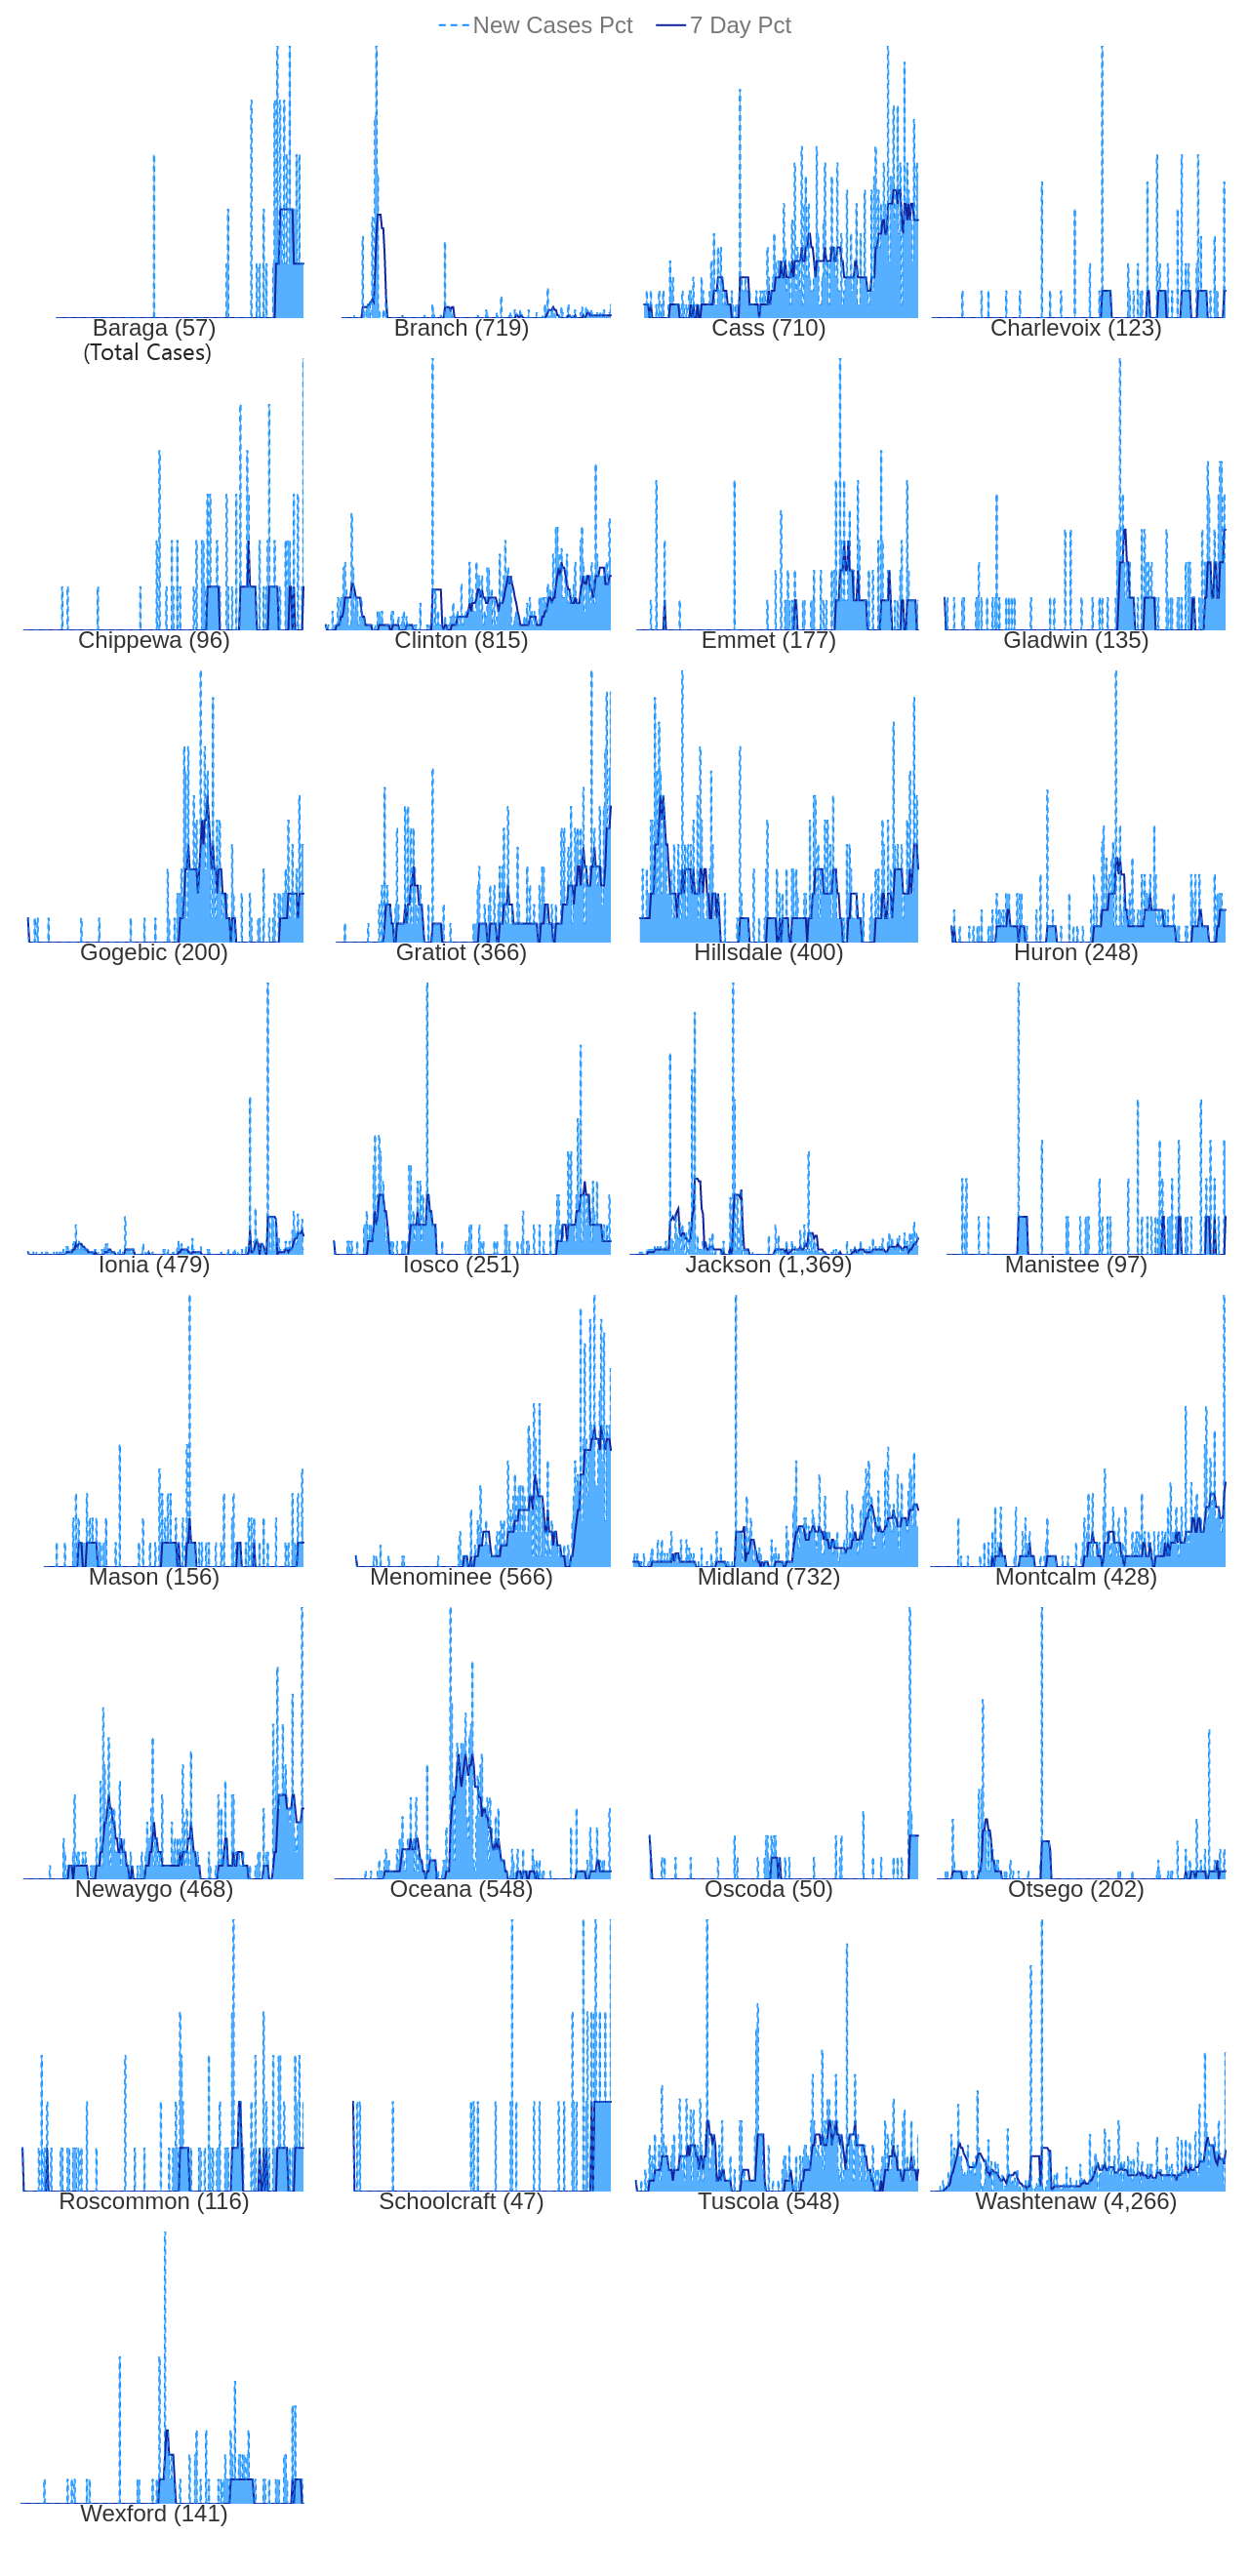 New Cases Pct 7 Day Pct
Baraga (57) Branch (719) Cass (710) Charlevoix (123)
(Total Cases)
Chippewa (96) Clinton (815) Emmet (177) Gladwin (135)
Gogebic (200) Gratiot (366) Hillsdale (400) Huron (248)
Ionia (479) Iosco (251) Jackson (1,369) Manistee (97)
Mason (156) Menominee (566) Midland (732) Montcalm (428)
Newaygo (468) Oceana (548) Oscoda (50) Otsego (202)
Roscommon (116) Schoolcraft (47) Tuscola (548) Washtenaw (4,266)
Wexford (141)